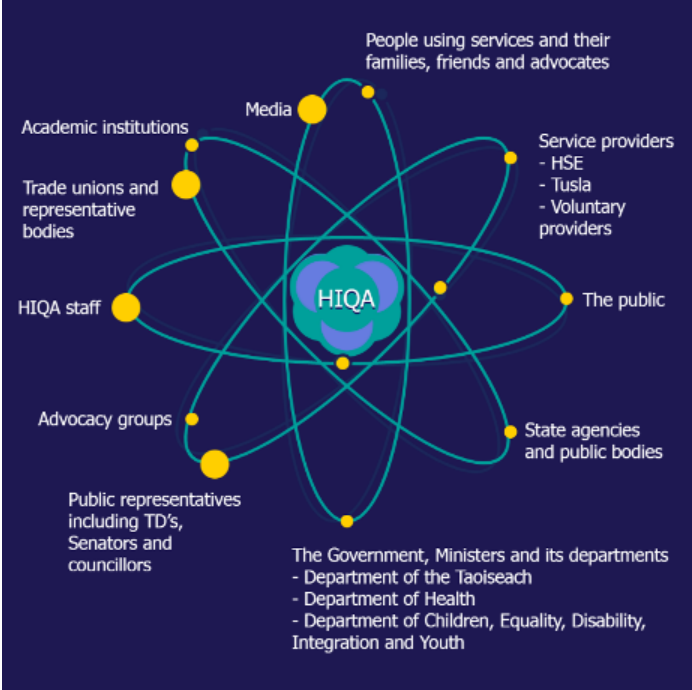 People using services and their
families, friends and advocates
Media
Academic institutions
Service providers
- HSE
- Tusla
- Voluntary
providers
Trade unions and
representative
bodies
HIQA
HIQA staff
The public
Advocacy groups
State agencies
and public bodies
Public representatives
including TD's,
Senators and
councillors
The Government, Ministers and its departments
- Department of the Taoiseach
- Department of Health
- Department of Children, Equality, Disability,
Integration and Youth